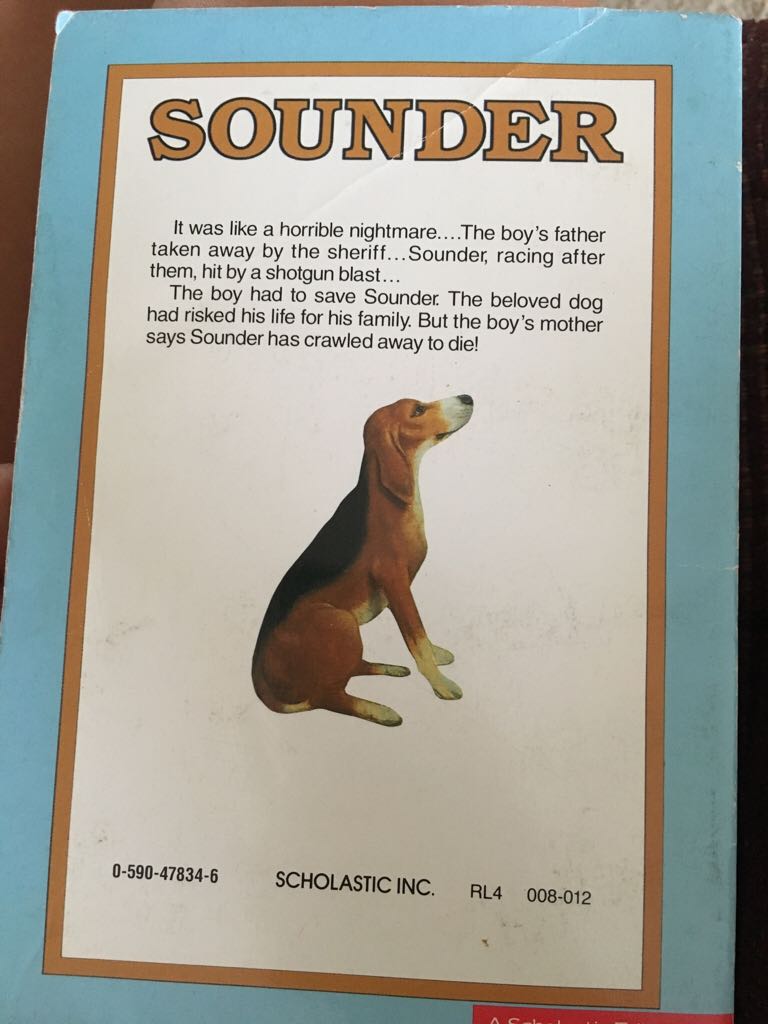 SOUNDER
It was like a horrible nightmare....The boy's father
taken away by the sheriff...Sounder, racing after
them, hit by a shotgun blast...
The boy had to save Sounder. The beloved dog
had risked his life for his family. But the boy's mother
says Sounder has crawled away to die!
0-590-47834-6 SCHOLASTIC INC. RL4 008-012
A Scholastic